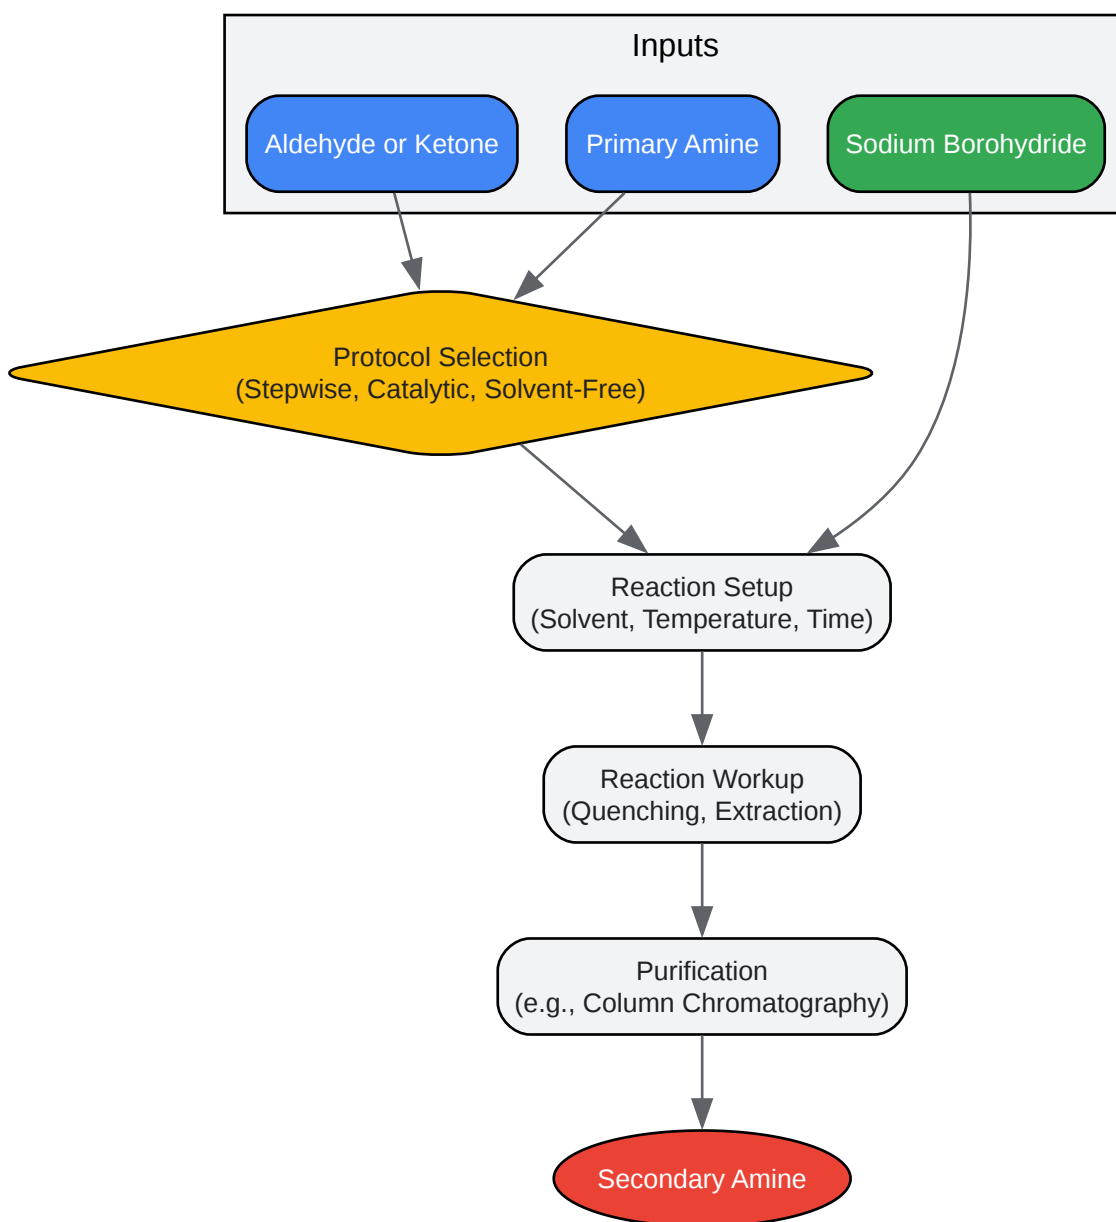 Inputs
Aldehyde or Ketone
Primary Amine
Sodium Borohydride
Protocol Selection
(Stepwise, Catalytic, Solvent-Free)
Reaction Setup
(Solvent, Temperature, Time)
Reaction Workup
(Quenching, Extraction)
Purification
(e.g., Column Chromatography)
Secondary Amine